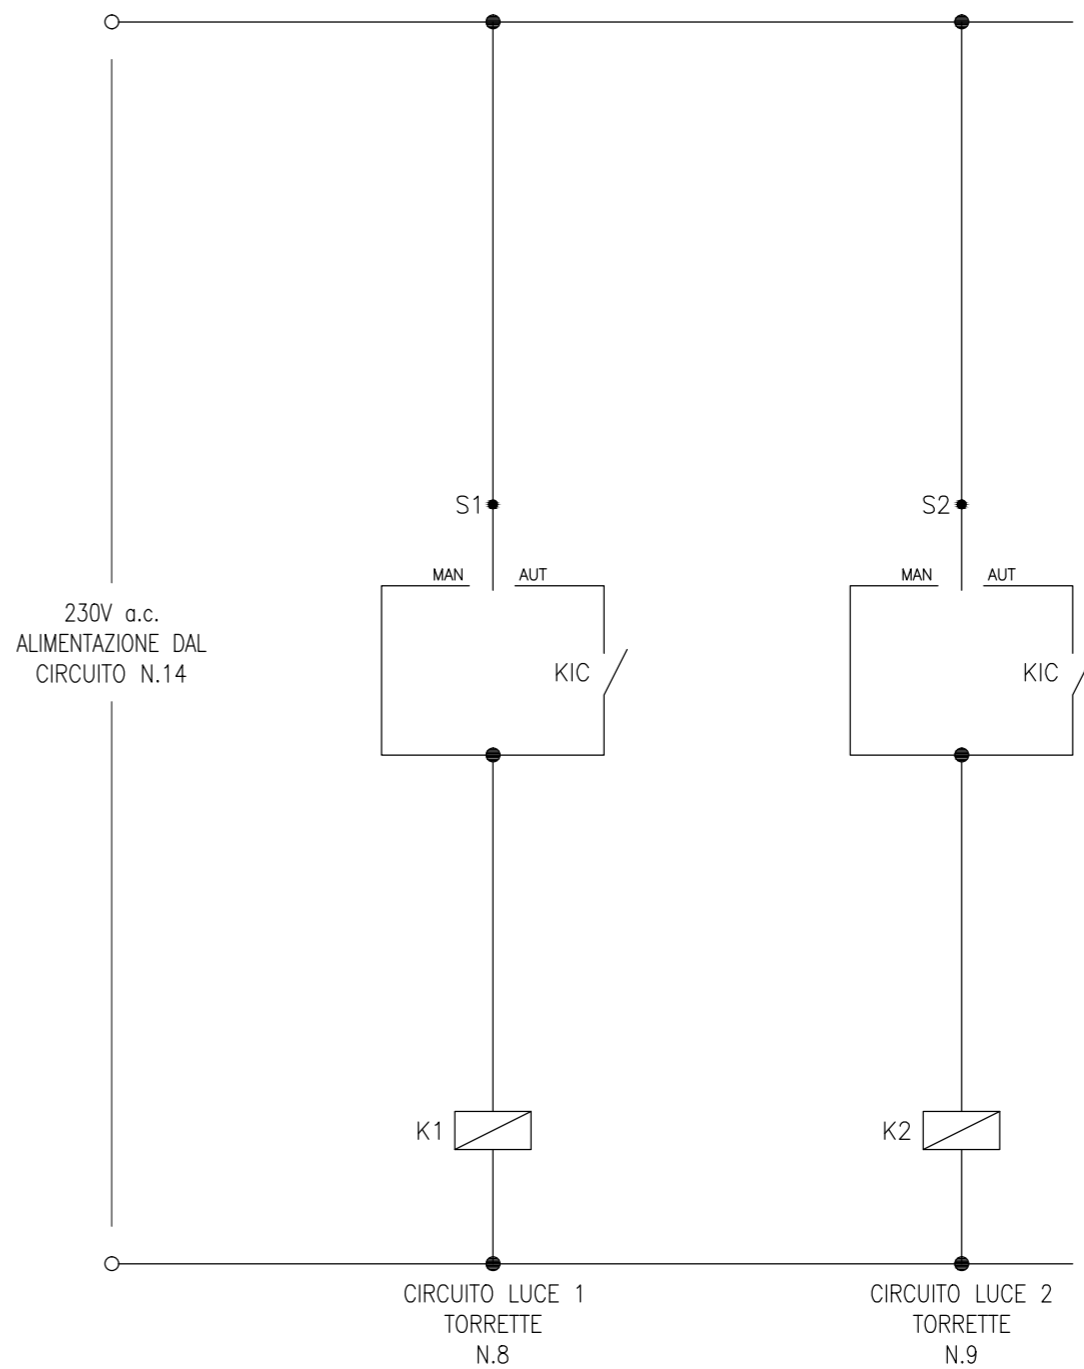 S1
S2
MAN AUT
MAN AUT
230V a.c.
ALIMENTAZIONE DAL
CIRCUITO N.14
KIC
KIC
K1
K2
CIRCUITO LUCE 1
TORRETTE
N.8
CIRCUITO LUCE 2
TORRETTE
N.9